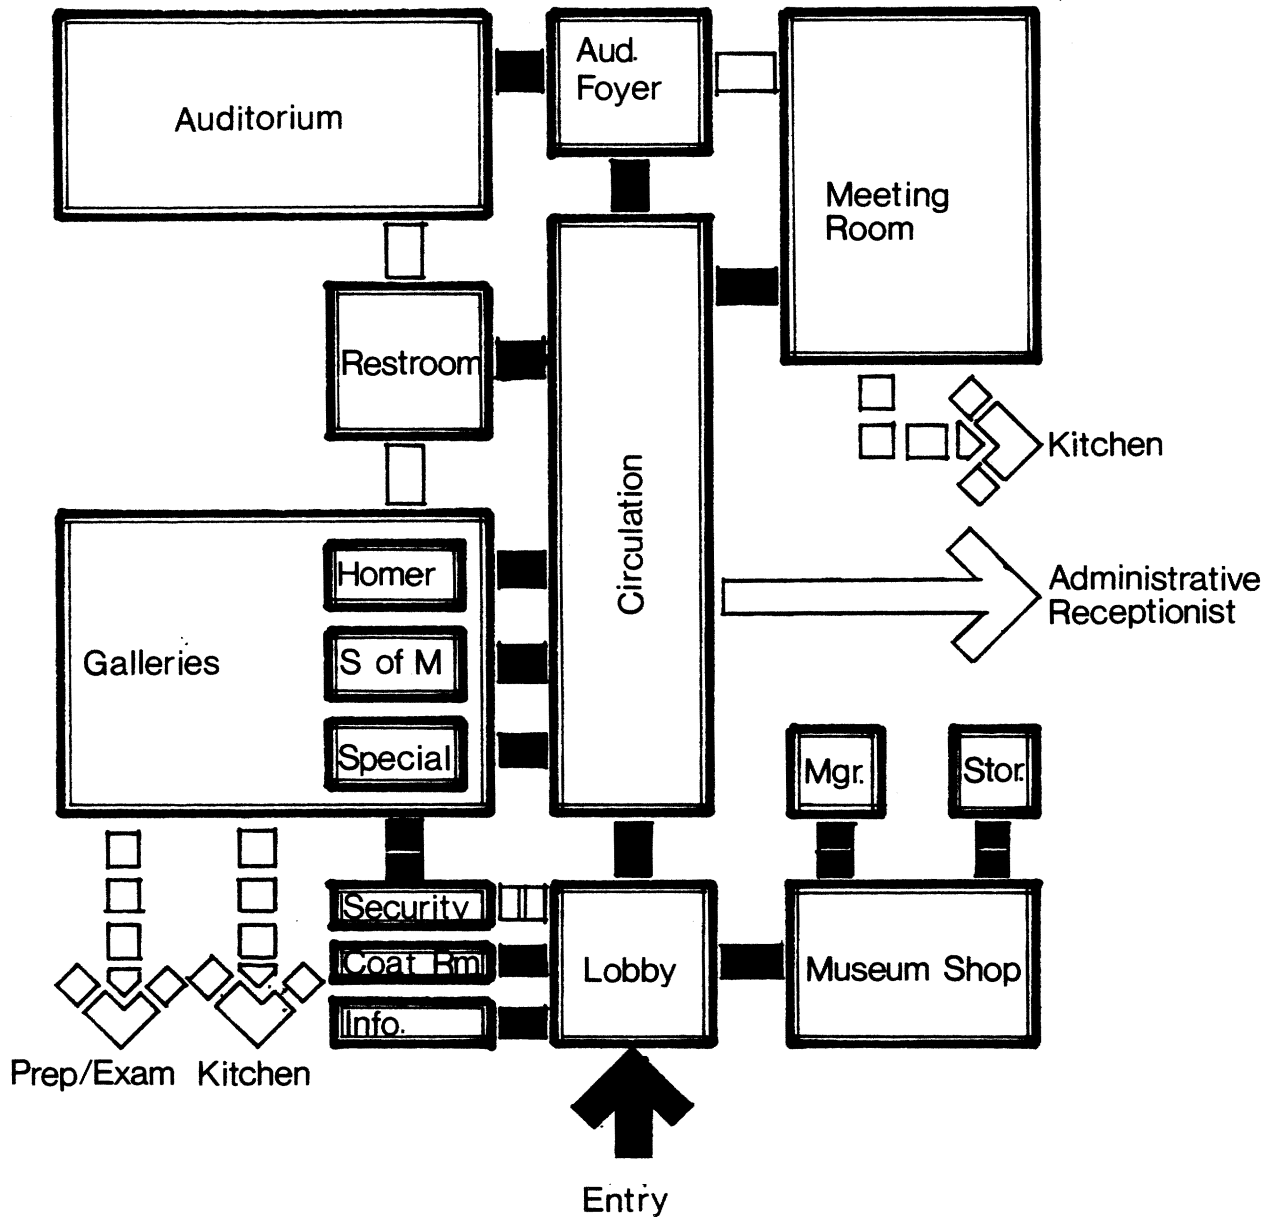 Auditorium
Aud.
Foyer
Meeting
Room
Restroom
Kitchen
Circulation
Administrative
Receptionist
Galleries
Homer
S of M
Special
Mgr.
Stor.
Security
Coat Rm
Info.
Lobby
Museum Shop
Prep/Exam
Kitchen
Entry